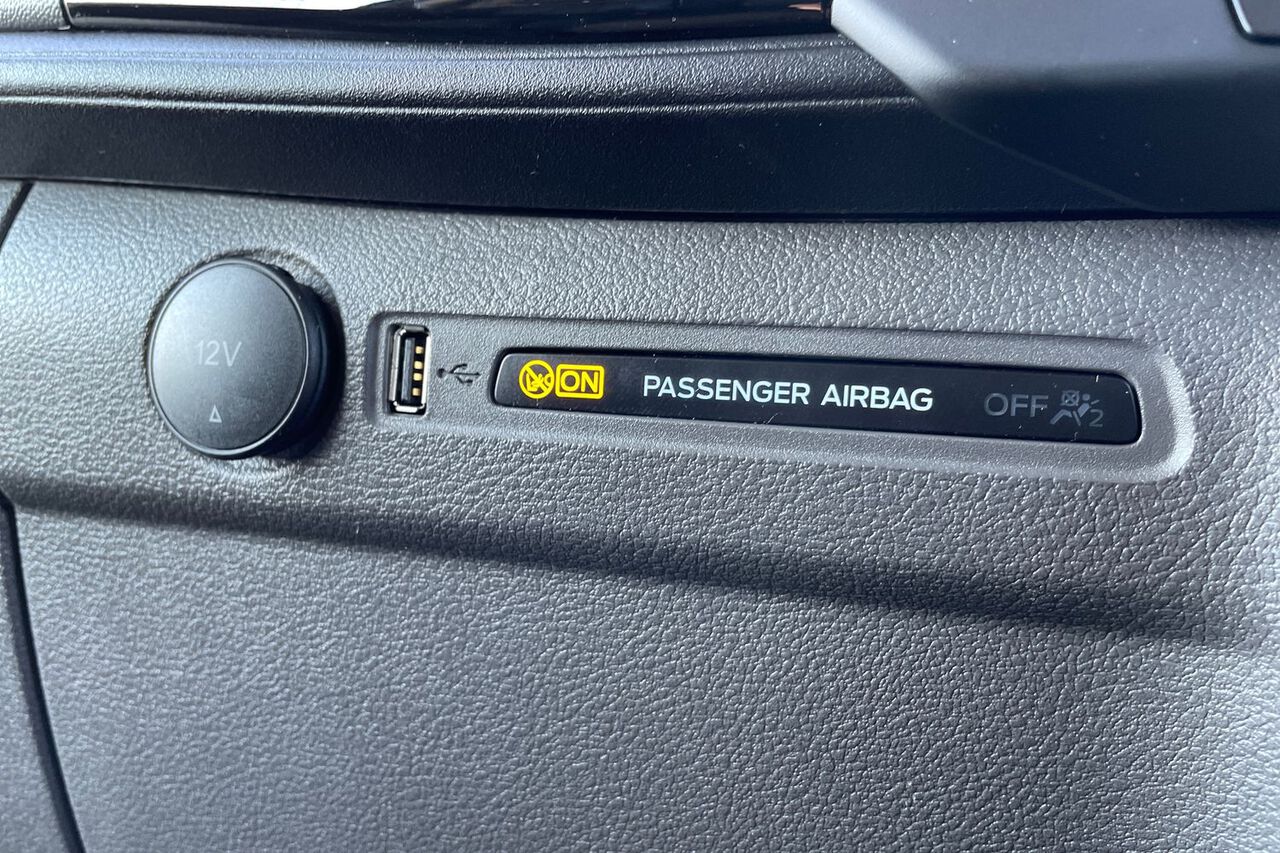 12V
ON PASSENGER AIRBAG OFF 2